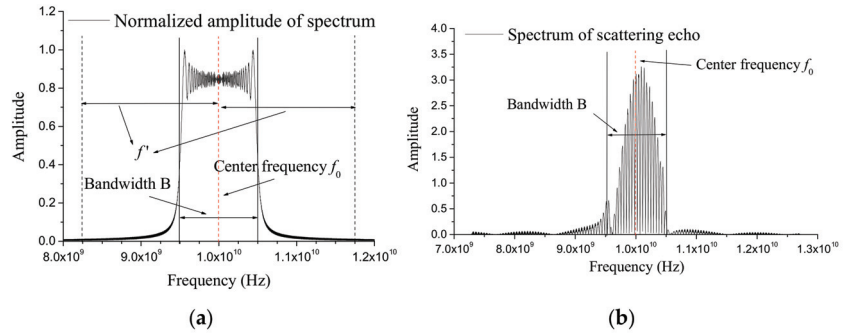 Normalized amplitude of spectrum
1.2
1.0
0.8
0.6
0.4
0.2
0.0
Amplitude
f'
Center frequency f0
Bandwidth B
8.0x10^9
9.0x10^9
1.0x10^10
1.1x10^10
1.2x10^10
Frequency (Hz)
(a)
Spectrum of scattering echo
4.0
3.5
3.0
2.5
2.0
1.5
1.0
0.5
0.0
Amplitude
Center frequency f0
Bandwidth B
7.0x10^9
8.0x10^9
9.0x10^9
1.0x10^10
1.1x10^10
1.2x10^10
1.3x10^10
Frequency (Hz)
(b)